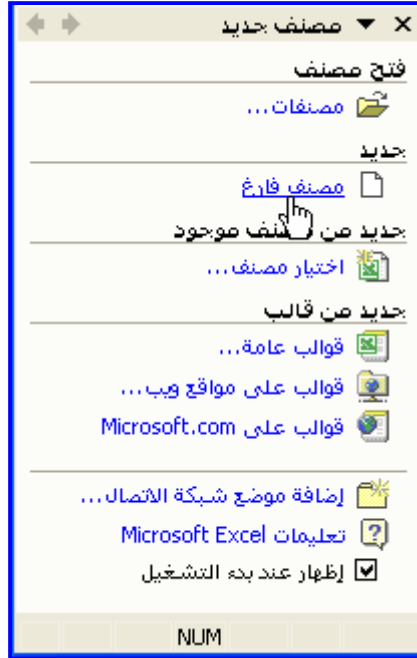 مصنف جديد
فتح مصنف
مصنفات...
جديد
مصنف فارغ
جديد من مصنف موجود
اختيار مصنف...
جديد من قالب
قوالب عامة...
قوالب على مواقع ويب...
قوالب على Microsoft.com
إضافة موضع شبكة الاتصال...
تعليمات Microsoft Excel
إظهار عند بدء التشغيل
NUM